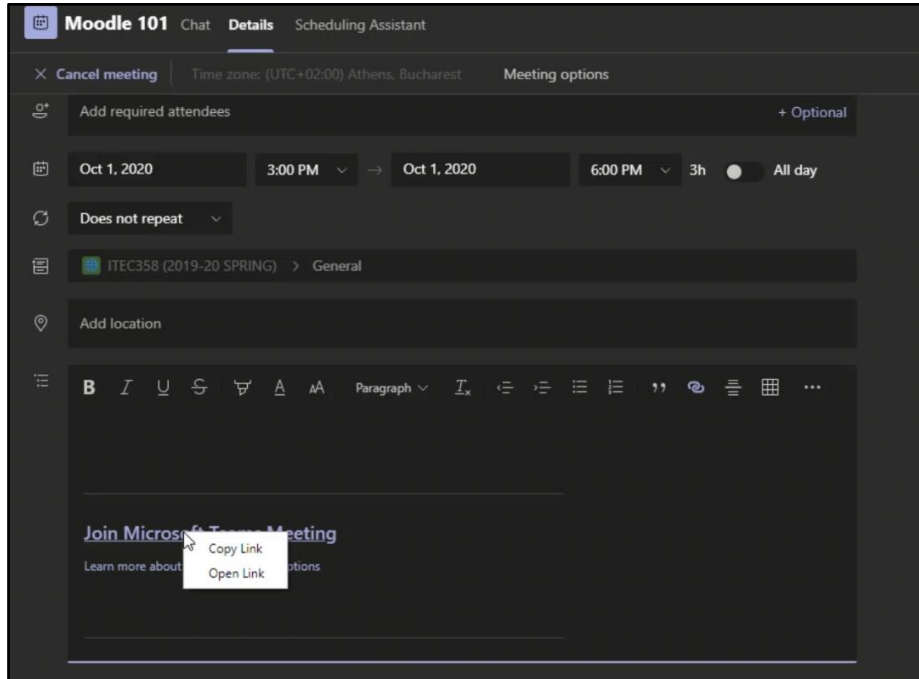 Moodle 101 Chat Details Scheduling Assistant
Cancel meeting Time zone: (UTC+02:00) Athens, Bucharest Meeting options
Add required attendees + Optional
Oct 1, 2020 3:00 PM → Oct 1, 2020 6:00 PM 3h All day
Does not repeat
ITEC358 (2019-20 SPRING) > General
Add location
B I U S A AA Paragraph
Join Microsoft Teams Meeting
Copy Link
Learn more about
Open Link